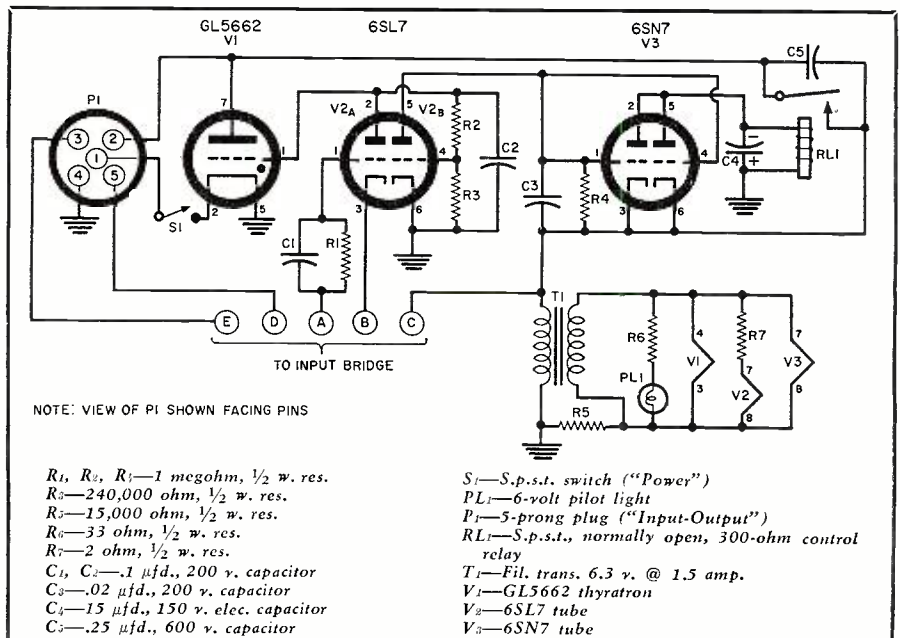 GL5662
V1
6SL7
6SN7
V3
C5
P1
7
2
5
2
5
3
2
1
4
5
V2A
V2B
R2
C4
RL1
1
1
4
1
4
C2
R3
C3
R4
2
5
S1
3
6
3
6
C1
R1
E
D
A
B
C
T1
TO INPUT BRIDGE
R6
4
V1
3
R7
7
V3
8
PL1
7
V2
8
R5
NOTE: VIEW OF P1 SHOWN FACING PINS
R1, R2, R4—1 megohm, ½ w. res.
R3—240,000 ohm, ½ w. res.
R5—15,000 ohm, ½ w. res.
R6—33 ohm, ½ w. res.
R7—2 ohm, ½ w. res.
C1, C2—.1 μfd., 200 v. capacitor
C3—.02 μfd., 200 v. capacitor
C4—15 μfd., 150 v. elec. capacitor
C5—.25 μfd., 600 v. capacitor
S1—S.p.s.t. switch ("Power")
PL1—6-volt pilot light
P1—5-prong plug ("Input-Output")
RL1—S.p.s.t., normally open, 300-ohm control
relay
T1—Fil. trans. 6.3 v. @ 1.5 amp.
V1—GL5662 thyratron
V2—6SL7 tube
V3—6SN7 tube